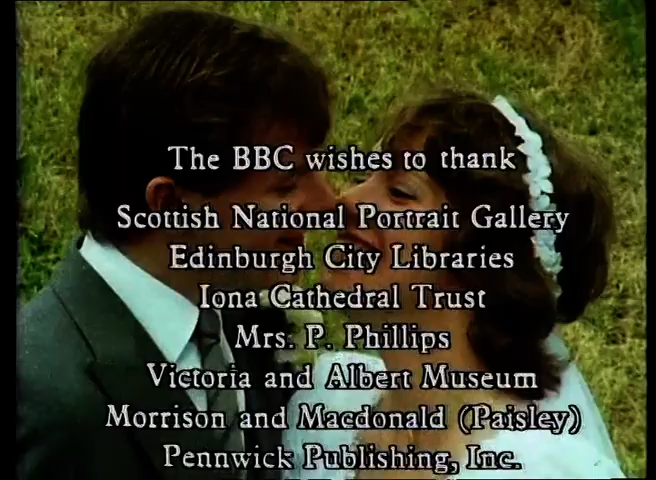 The BBC wishes to thank
Scottish National Portrait Gallery
Edinburgh City Libraries
Iona Cathedral Trust
Mrs. P. Phillips
Victoria and Albert Museum
Morrison and Macdonald (Paisley)
Pennwick Publishing, Inc.